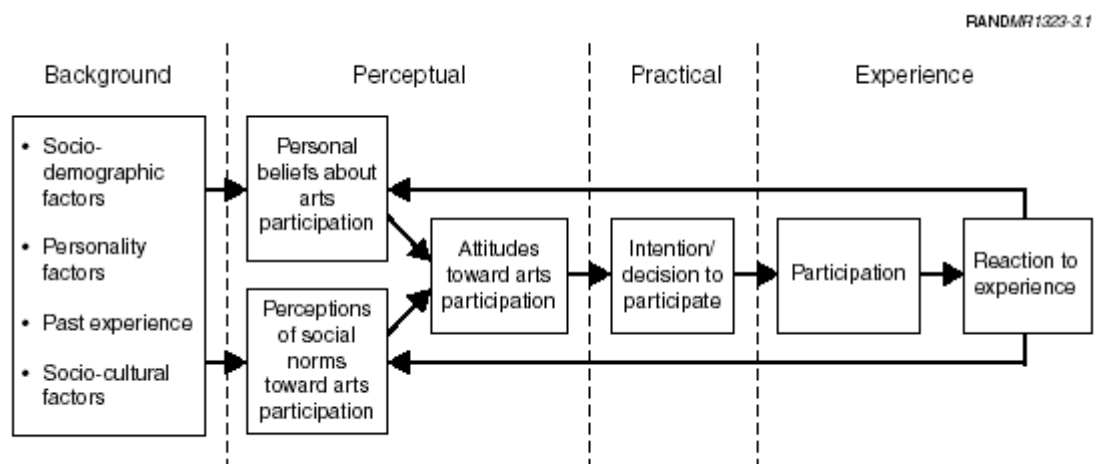 RANDMR1323-3.1
Background
Perceptual
Practical
Experience
• Socio-
demographic
factors
• Personality
factors
• Past experience
• Socio-cultural
factors
Personal
beliefs about
arts
participation
Perceptions
of social
norms
toward arts
participation
Attitudes
toward arts
participation
Intention/
decision to
participate
Participation
Reaction to
experience